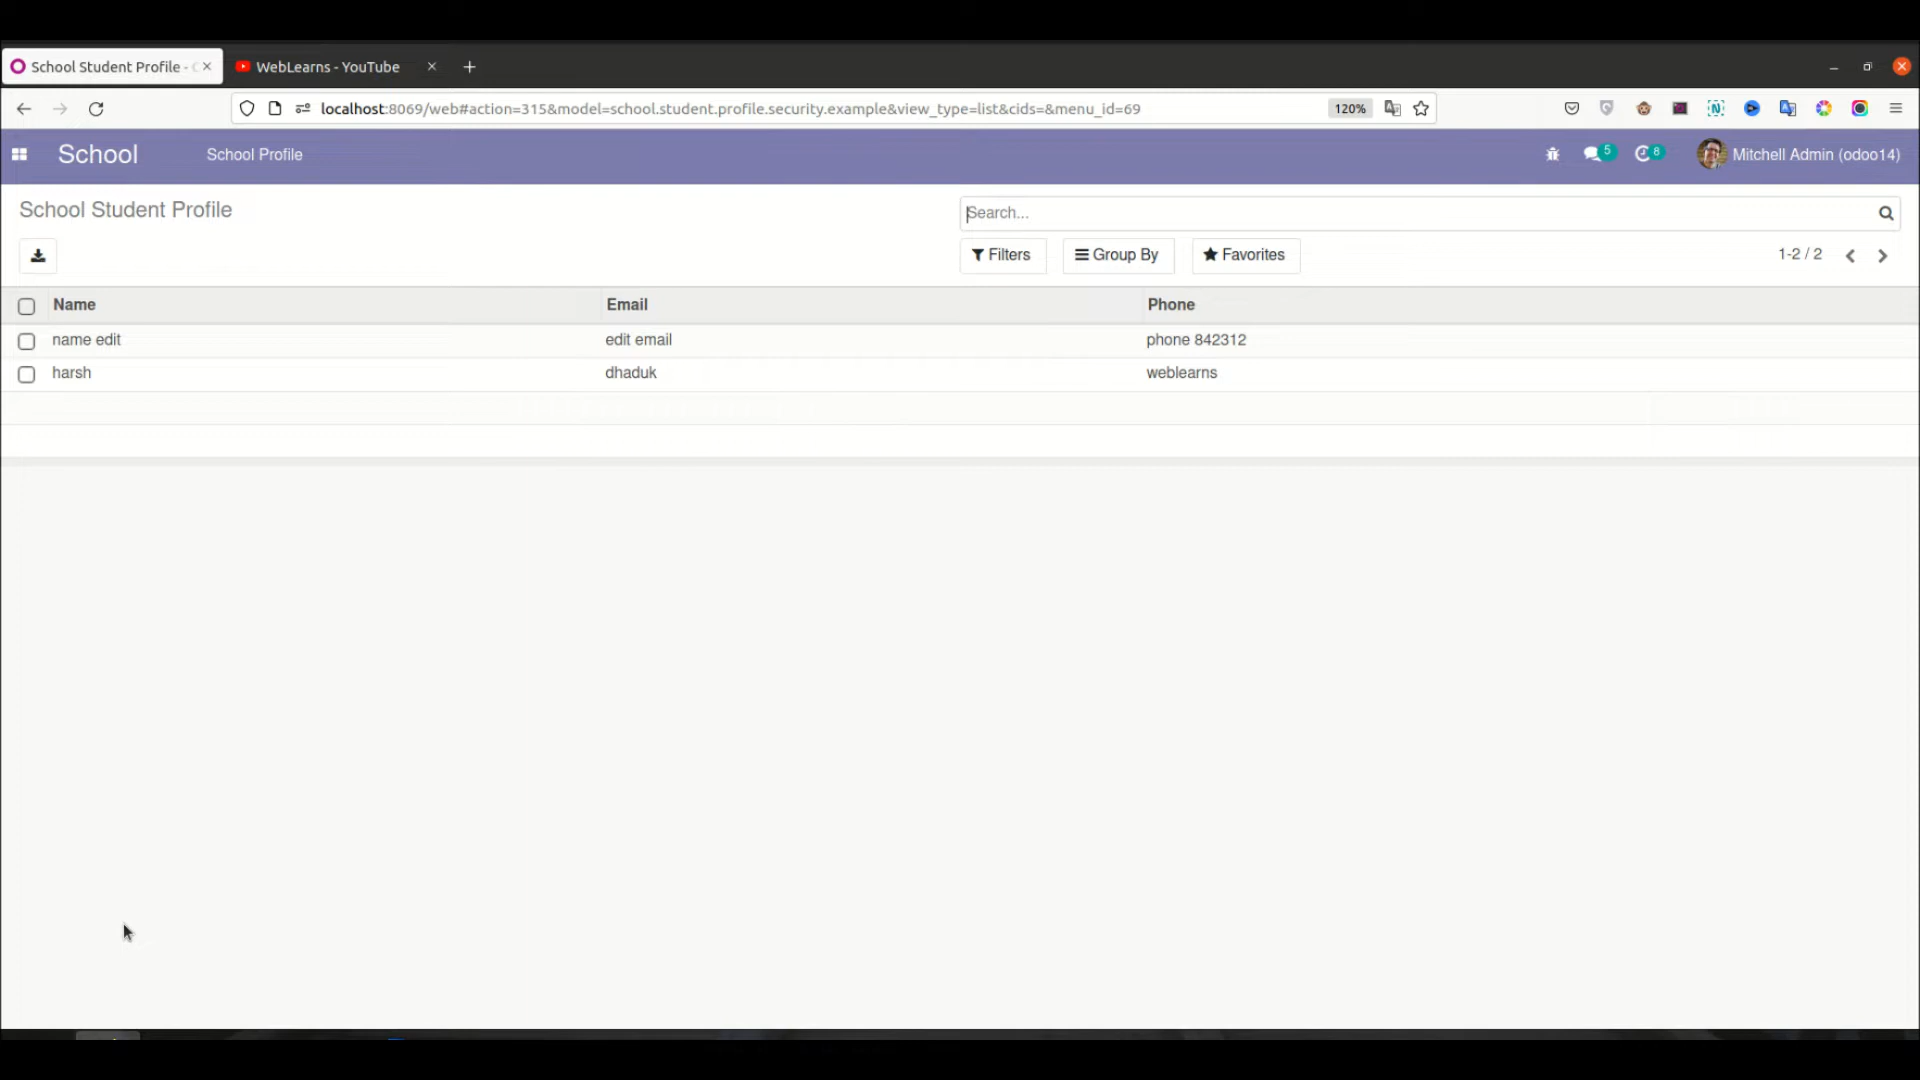 School Student Profile -
WebLearns - YouTube
localhost:8069/web#action=315&model=school.student.profile.security.example&view_type=list&cids=&menu_id=69
120%
School
School Profile
5
8
Mitchell Admin (odoo14)
School Student Profile
Search...
Filters
Group By
Favorites
1-2 / 2
Name Email Phone
name edit edit email phone 842312
harsh dhaduk weblearns